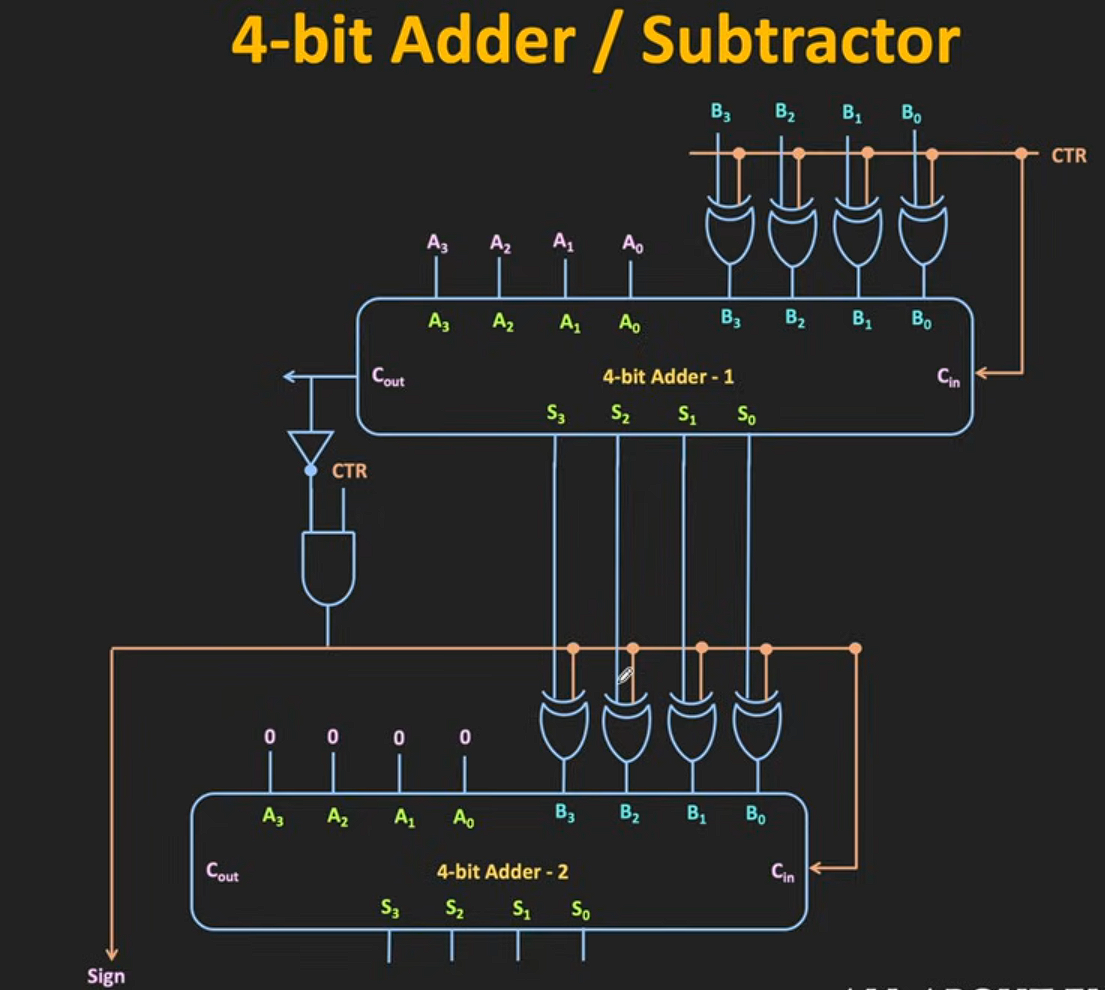 4-bit Adder / Subtractor
B₃ B₂ B₁ B₀
CTR
A₃ A₂ A₁ A₀
A₃ A₂ A₁ A₀ B₃ B₂ B₁ B₀
Cout 4-bit Adder - 1 Cin
S₃ S₂ S₁ S₀
CTR
0 0 0 0
A₃ A₂ A₁ A₀ B₃ B₂ B₁ B₀
Cout 4-bit Adder - 2 Cin
S₃ S₂ S₁ S₀
Sign